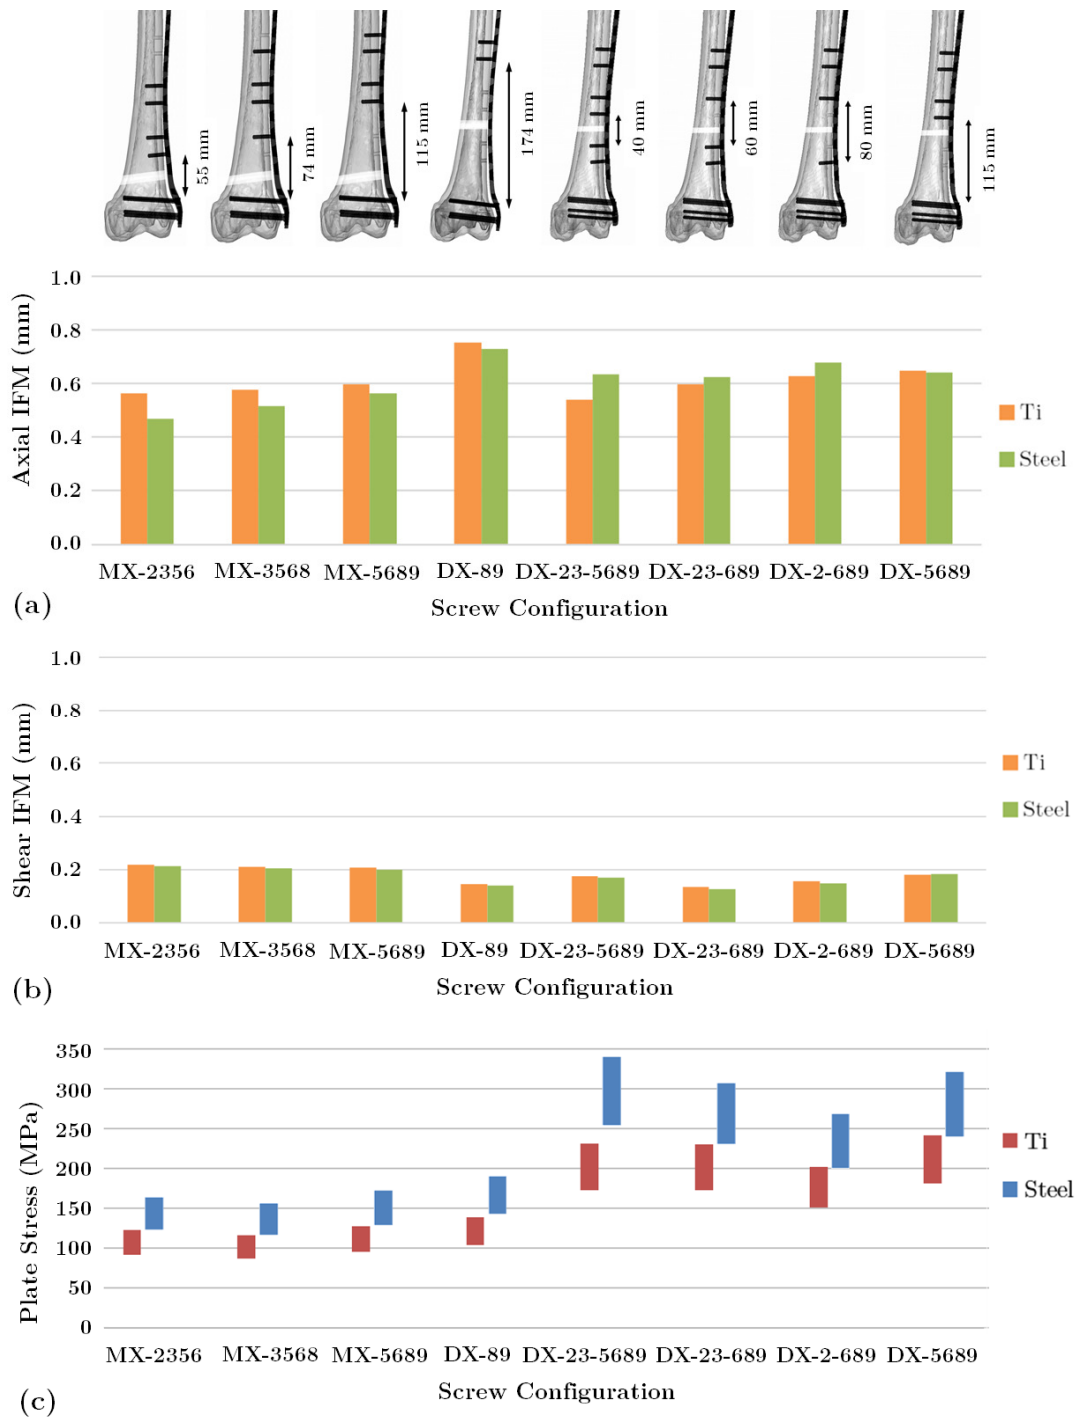 55 mm
74 mm
115 mm
174 mm
40 mm
60 mm
80 mm
115 mm
Axial IFM (mm)
1.0
0.8
0.6
0.4
0.2
0.0
Ti
Steel
MX-2356 MX-3568 MX-5689 DX-89 DX-23-5689 DX-23-689 DX-2-689 DX-5689
(a)
Screw Configuration
Shear IFM (mm)
1.0
0.8
0.6
0.4
0.2
0.0
Ti
Steel
MX-2356 MX-3568 MX-5689 DX-89 DX-23-5689 DX-23-689 DX-2-689 DX-5689
(b)
Screw Configuration
Plate Stress (MPa)
350
300
250
200
150
100
50
0
Ti
Steel
MX-2356 MX-3568 MX-5689 DX-89 DX-23-5689 DX-23-689 DX-2-689 DX-5689
(c)
Screw Configuration